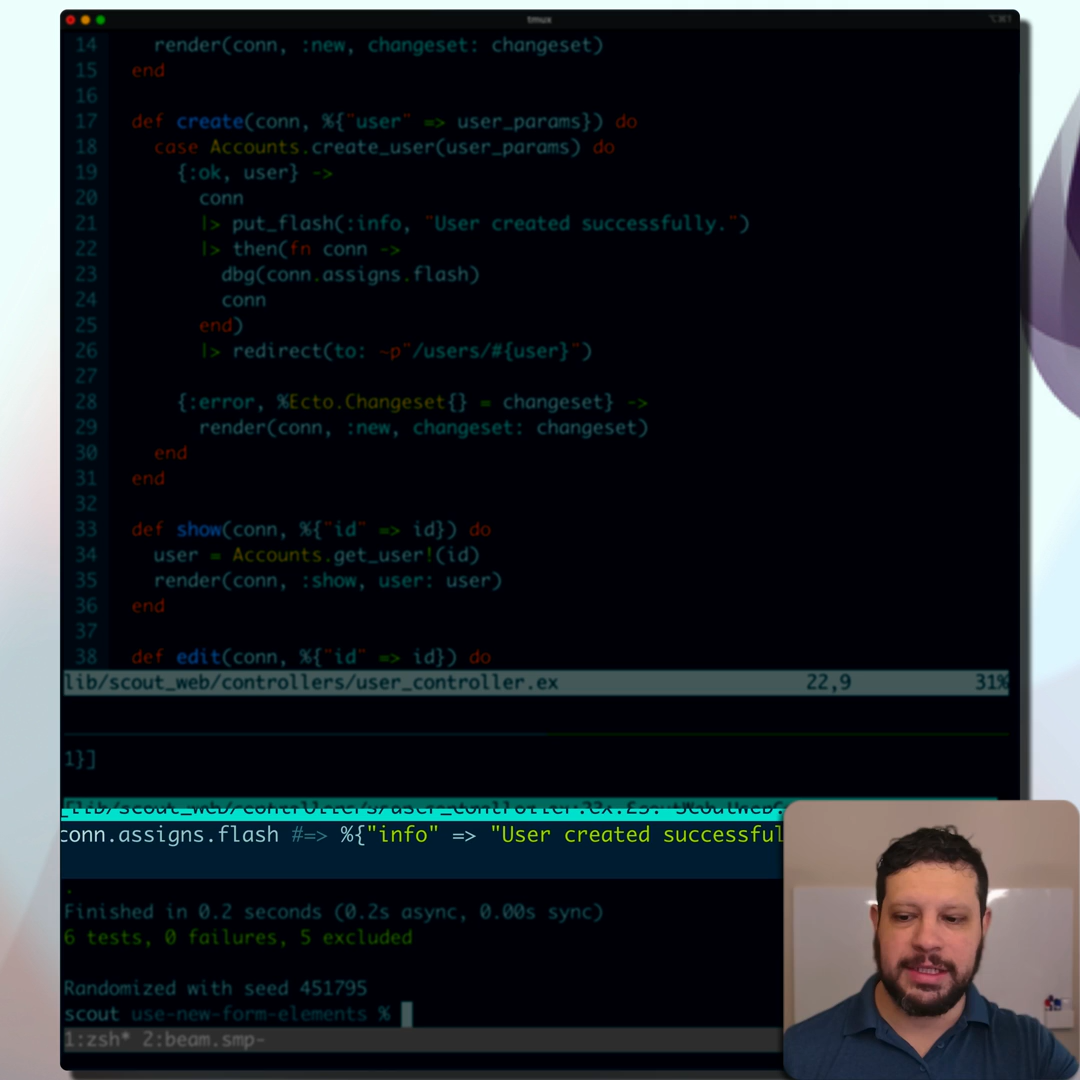 tmux
14 render(conn, :new, changeset: changeset)
15 end
16
17 def create(conn, %{"user" => user_params}) do
18 case Accounts.create_user(user_params) do
19 {:ok, user} ->
20 conn
21 |> put_flash(:info, "User created successfully.")
22 |> then(fn conn ->
23 dbg(conn.assigns.flash)
24 conn
25 end)
26 |> redirect(to: ~p"/users/#{user}")
27
28 {:error, %Ecto.Changeset{} = changeset} ->
29 render(conn, :new, changeset: changeset)
30 end
31 end
32
33 def show(conn, %{"id" => id}) do
34 user = Accounts.get_user!(id)
35 render(conn, :show, user: user)
36 end
37
38 def edit(conn, %{"id" => id}) do
lib/scout_web/controllers/user_controller.ex 22,9 31%
1}]
conn.assigns.flash #=> %{"info" => "User created successful
.
Finished in 0.2 seconds (0.2s async, 0.00s sync)
6 tests, 0 failures, 5 excluded
Randomized with seed 451795
scout use-new-form-elements %
1:zsh* 2:beam.smp-